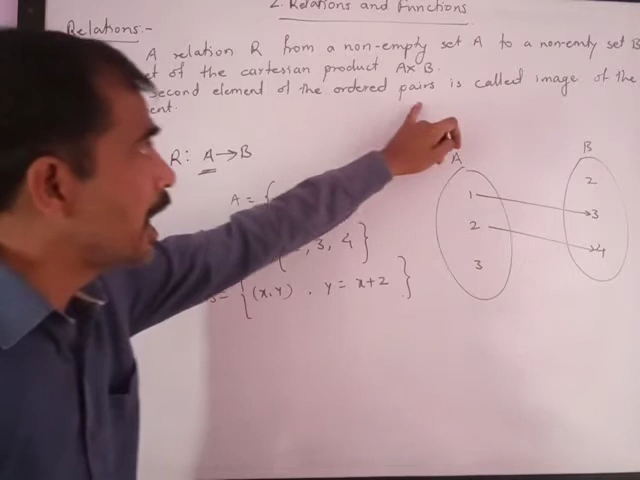 2. Relations and Functions
Relations:-
A relation R from a non-empty set A to a non-empty set B
of the cartesian product A×B.
second element of the ordered pairs is called image of the
R: A→B
A B
A = {
1 2
, 3, 4 }
2 3
3 4
{(x,y) . y = x+2 }